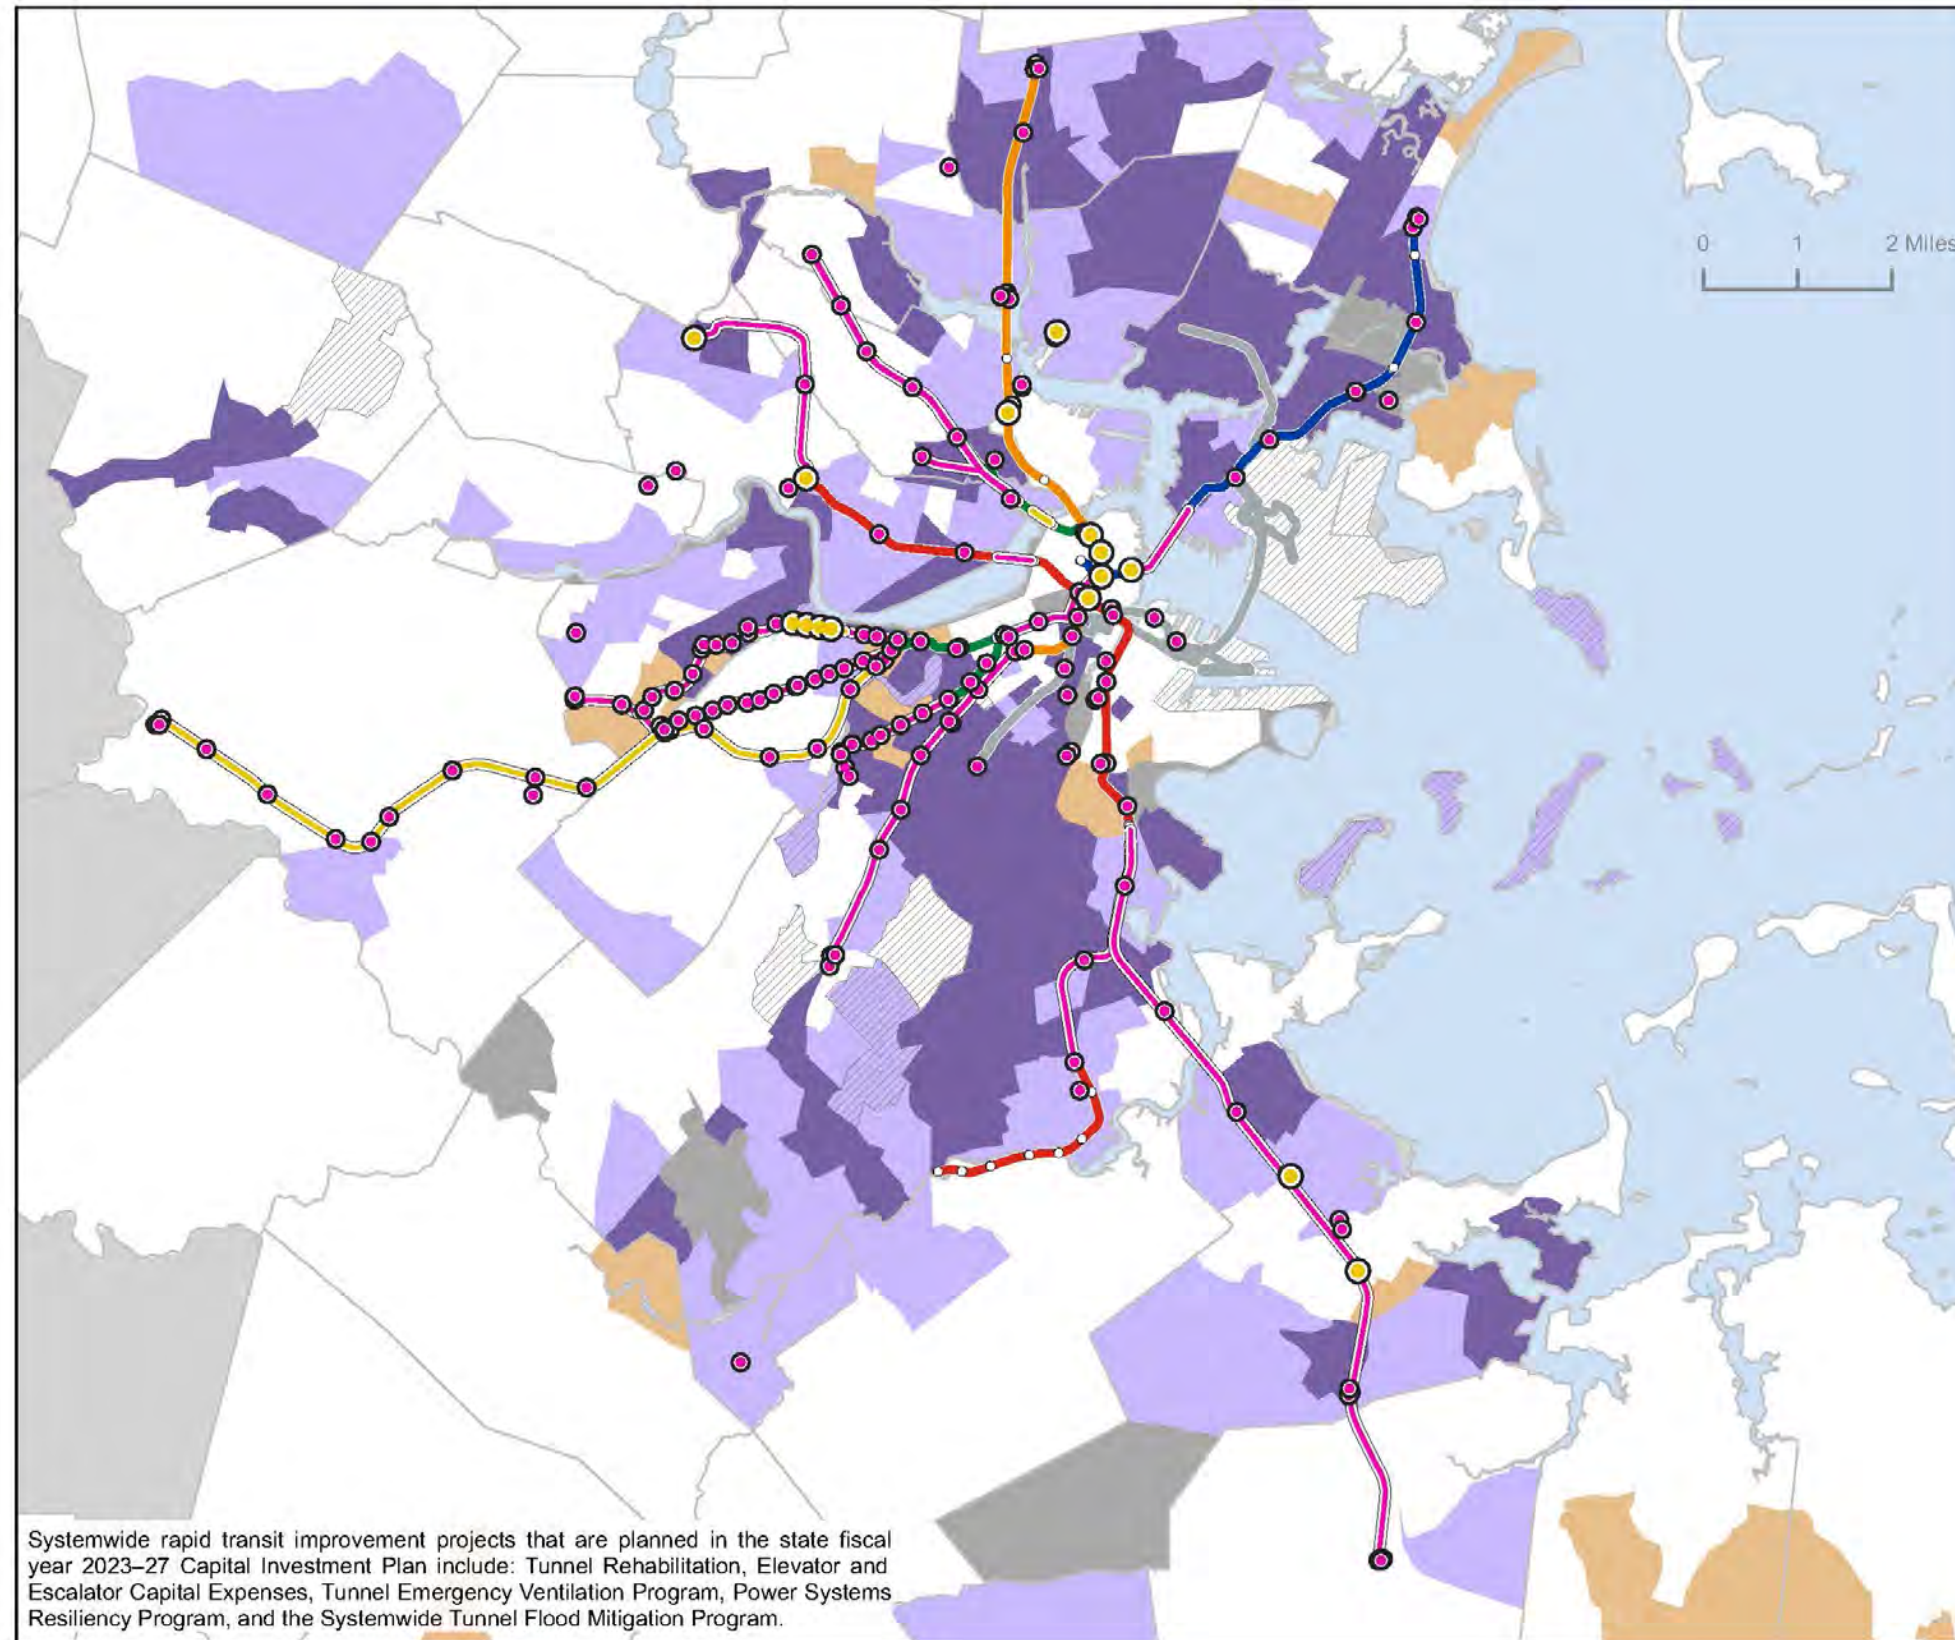 0 1 2 Miles
Systemwide rapid transit improvement projects that are planned in the state fiscal
year 2023–27 Capital Investment Plan include: Tunnel Rehabilitation, Elevator and
Escalator Capital Expenses, Tunnel Emergency Ventilation Program, Power Systems
Resiliency Program, and the Systemwide Tunnel Flood Mitigation Program.